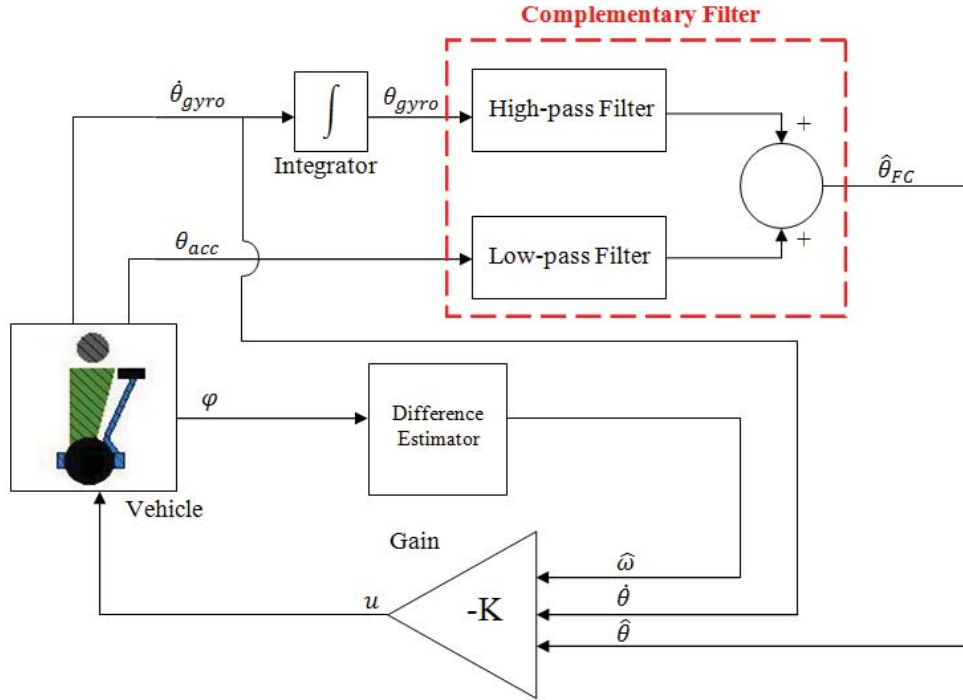 Complementary Filter
θ̇gyro
∫
θgyro
High-pass Filter
+
Integrator
θ̂FC
θacc
Low-pass Filter
+
φ
Difference
Estimator
Vehicle
Gain
ω̂
u
-K
θ̇
θ̂